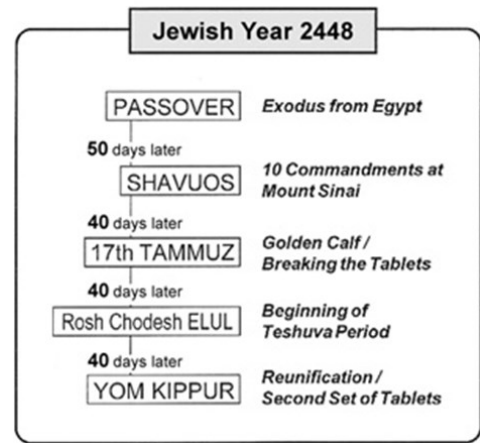 Jewish Year 2448
PASSOVER
Exodus from Egypt
50 days later
SHAVUOS
10 Commandments at
Mount Sinai
40 days later
17th TAMMUZ
Golden Calf /
Breaking the Tablets
40 days later
Rosh Chodesh ELUL
Beginning of
Teshuva Period
40 days later
YOM KIPPUR
Reunification /
Second Set of Tablets